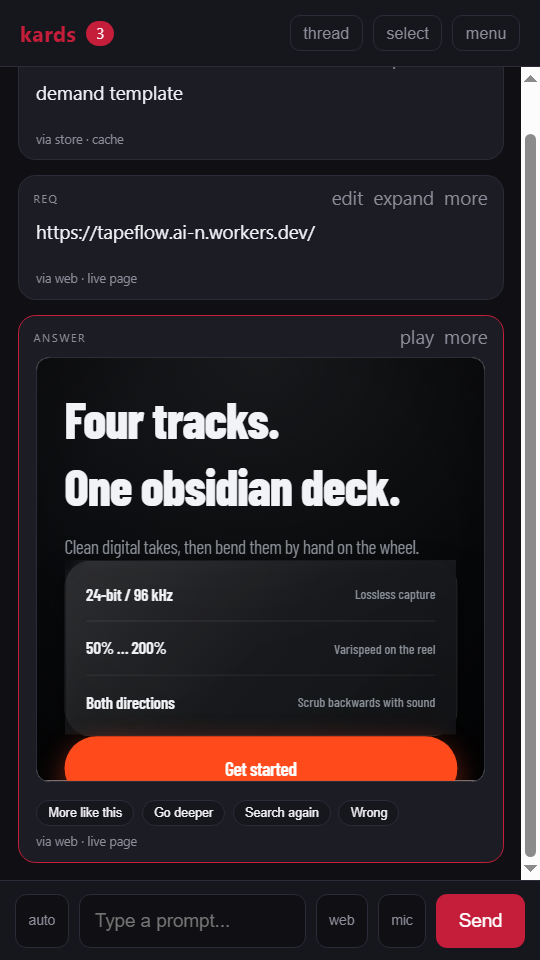 kards 3 thread select menu
demand template
via store · cache
REQ edit expand more
https://tapeflow.ai-n.workers.dev/
via web · live page
ANSWER play more
Four tracks.
One obsidian deck.
Clean digital takes, then bend them by hand on the wheel.
24-bit / 96 kHz Lossless capture
50% ... 200% Varispeed on the reel
Both directions Scrub backwards with sound
Get started
More like this Go deeper Search again Wrong
via web · live page
auto Type a prompt... web mic Send